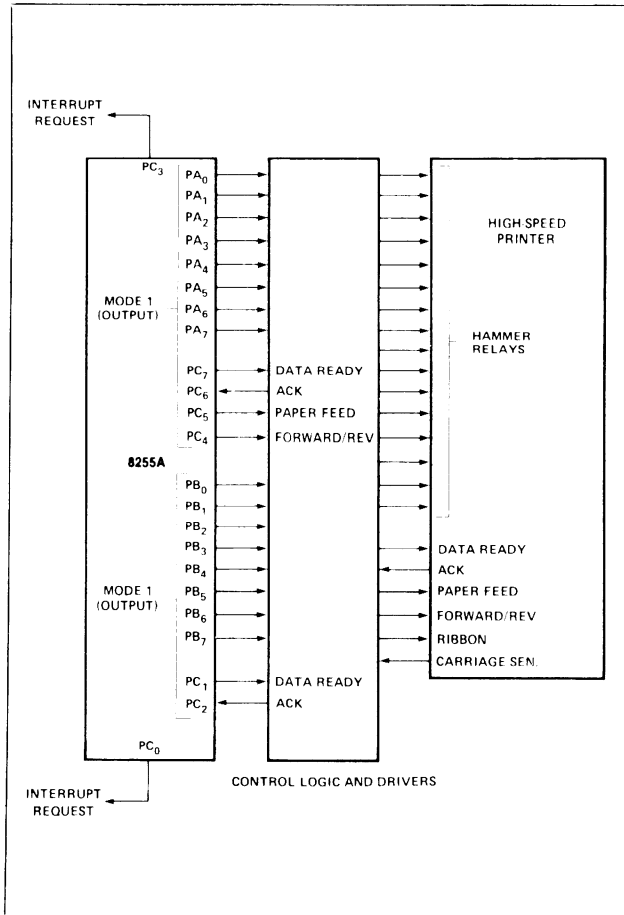 INTERRUPT
REQUEST
PC₃
PA₀
PA₁
PA₂
PA₃
PA₄
PA₅
PA₆
PA₇
MODE 1
(OUTPUT)
PC₇
PC₆
PC₅
PC₄
8255A
PB₀
PB₁
PB₂
PB₃
PB₄
PB₅
PB₆
PB₇
MODE 1
(OUTPUT)
PC₁
PC₂
PC₀
INTERRUPT
REQUEST
DATA READY
ACK
PAPER FEED
FORWARD/REV
DATA READY
ACK
CONTROL LOGIC AND DRIVERS
HIGH-SPEED
PRINTER
HAMMER
RELAYS
DATA READY
ACK
PAPER FEED
FORWARD/REV
RIBBON
CARRIAGE SEN.